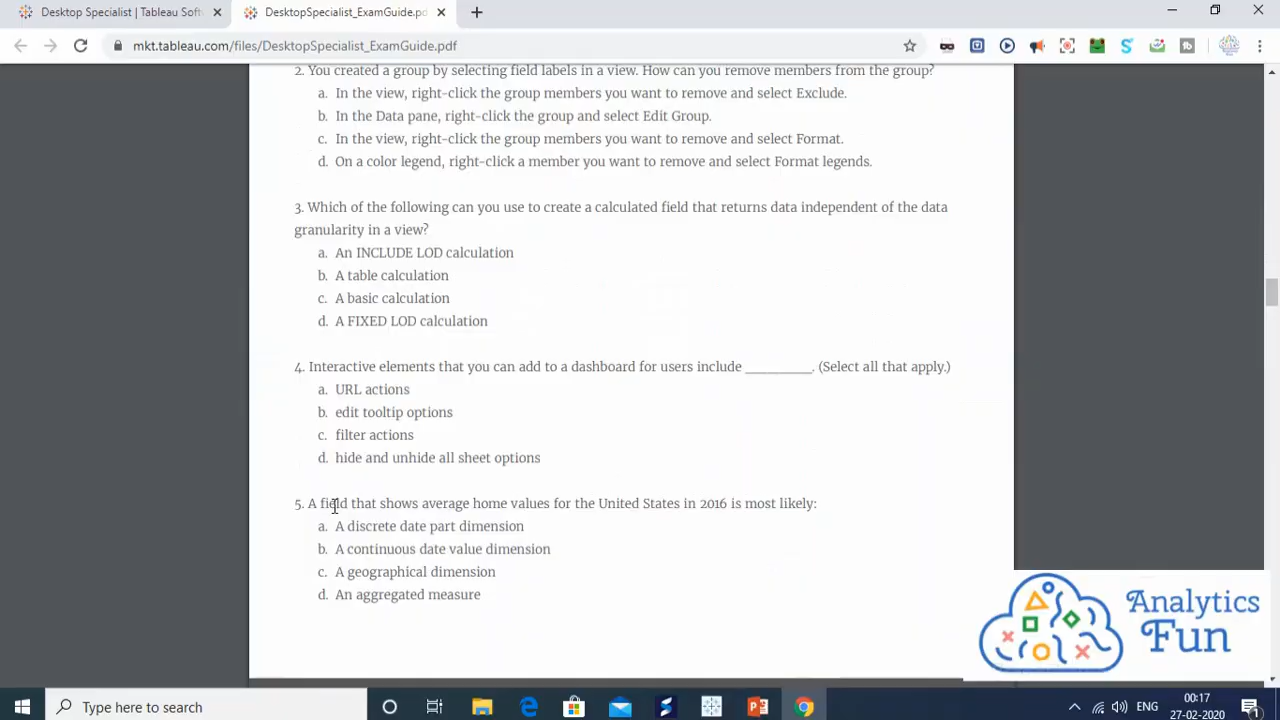 Desktop Specialist | Tableau Soft
DesktopSpecialist_ExamGuide.pd
mkt.tableau.com/files/DesktopSpecialist_ExamGuide.pdf
2. You created a group by selecting field labels in a view. How can you remove members from the group?
a. In the view, right-click the group members you want to remove and select Exclude.
b. In the Data pane, right-click the group and select Edit Group.
c. In the view, right-click the group members you want to remove and select Format.
d. On a color legend, right-click a member you want to remove and select Format legends.
3. Which of the following can you use to create a calculated field that returns data independent of the data
granularity in a view?
a. An INCLUDE LOD calculation
b. A table calculation
c. A basic calculation
d. A FIXED LOD calculation
4. Interactive elements that you can add to a dashboard for users include _________. (Select all that apply.)
a. URL actions
b. edit tooltip options
c. filter actions
d. hide and unhide all sheet options
5. A field that shows average home values for the United States in 2016 is most likely:
a. A discrete date part dimension
b. A continuous date value dimension
c. A geographical dimension
d. An aggregated measure
Analytics
Fun
Type here to search
ENG
00:17
27-02-2020